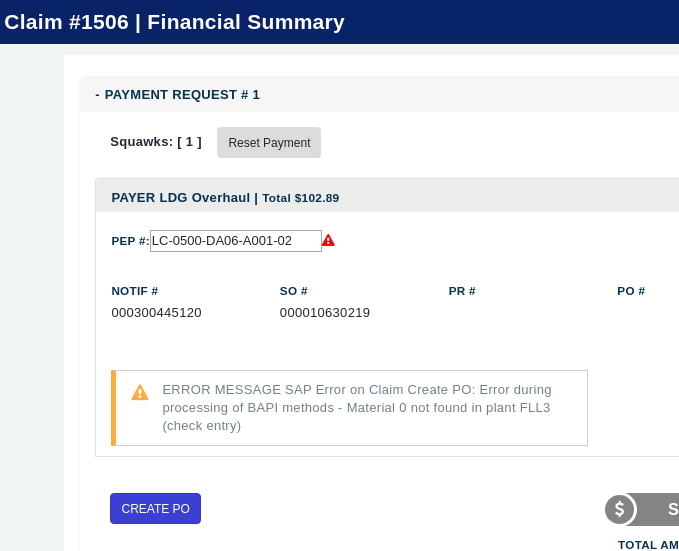 Claim #1506 | Financial Summary
- PAYMENT REQUEST # 1
Squawks: [ 1 ] Reset Payment
PAYER LDG Overhaul | Total $102.89
PEP #: LC-0500-DA06-A001-02
NOTIF # SO # PR # PO #
000300445120 000010630219
ERROR MESSAGE SAP Error on Claim Create PO: Error during
processing of BAPI methods - Material 0 not found in plant FLL3
(check entry)
CREATE PO $ S
TOTAL AM